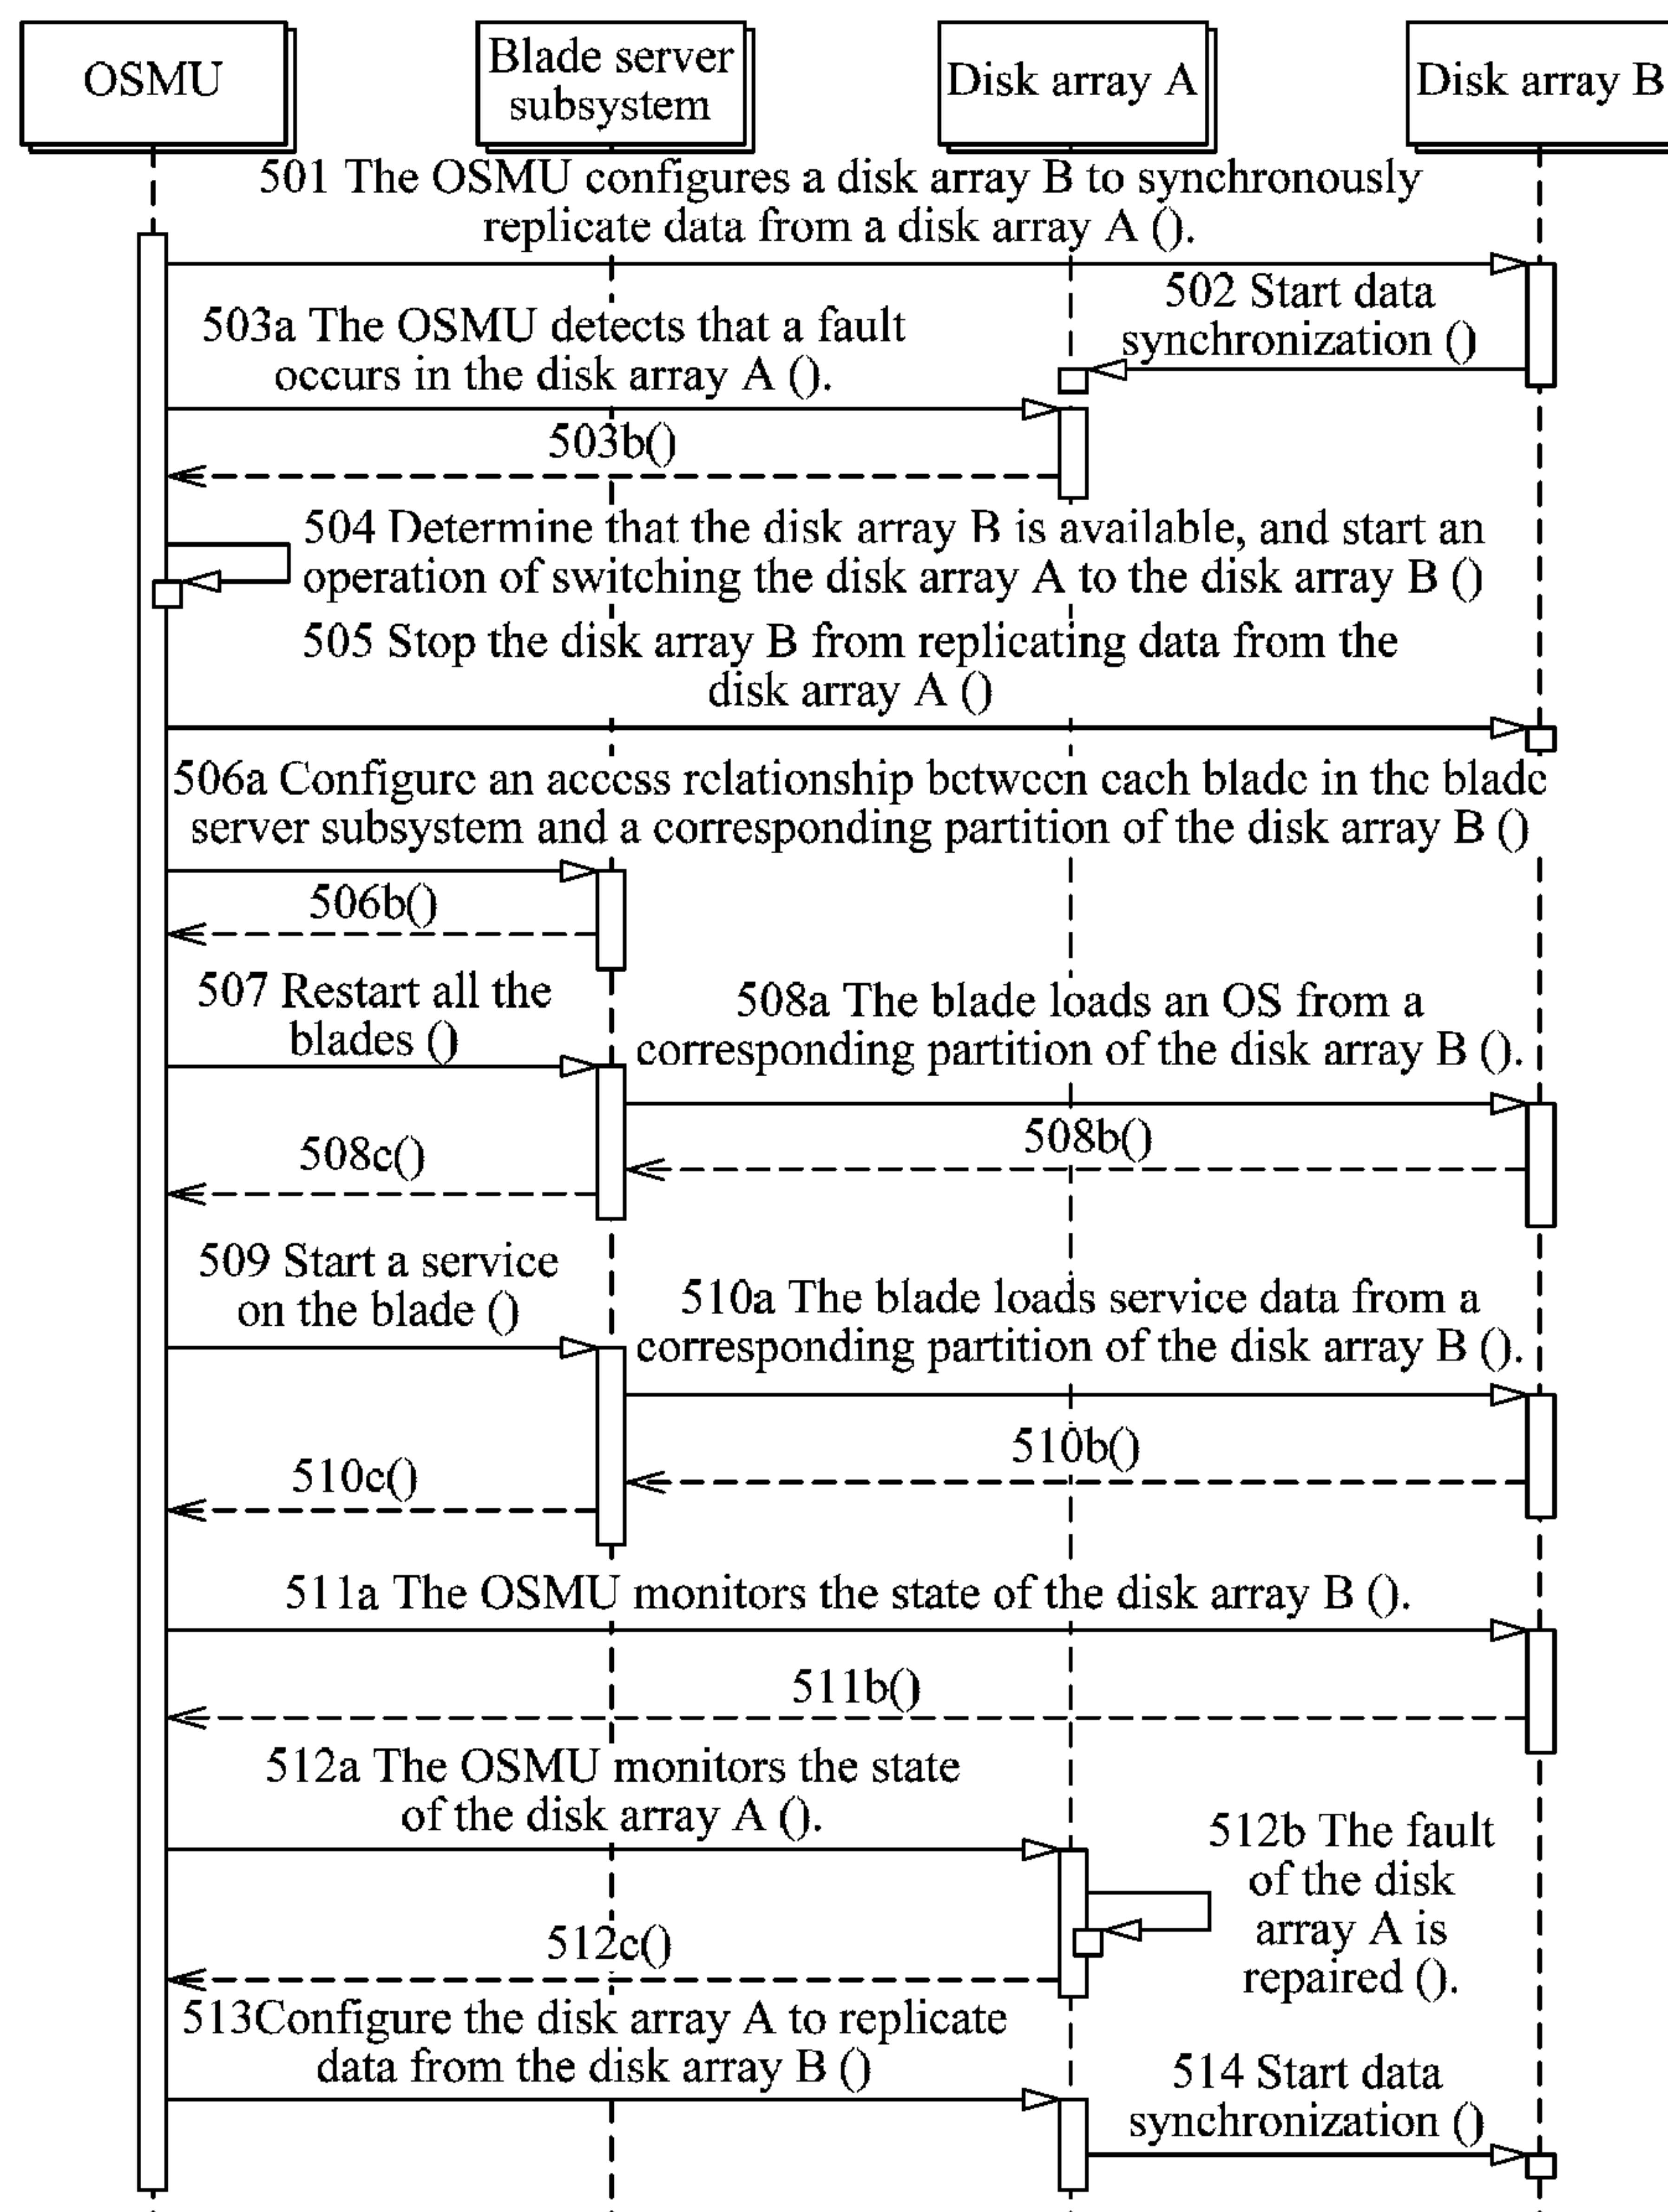 OSMU
Blade server
subsystem
Disk array A
Disk array B
501 The OSMU configures a disk array B to synchronously
replicate data from a disk array A ().
502 Start data
synchronization ()
503a The OSMU detects that a fault
occurs in the disk array A ().
503b()
504 Determine that the disk array B is available, and start an
operation of switching the disk array A to the disk array B ()
505 Stop the disk array B from replicating data from the
disk array A ()
506a Configure an access relationship between each blade in the blade
server subsystem and a corresponding partition of the disk array B ()
506b()
507 Restart all the
blades ()
508a The blade loads an OS from a
corresponding partition of the disk array B ().
508b()
508c()
509 Start a service
on the blade ()
510a The blade loads service data from a
corresponding partition of the disk array B ().
510b()
510c()
511a The OSMU monitors the state of the disk array B ().
511b()
512a The OSMU monitors the state
of the disk array A ().
512b The fault
of the disk
array A is
repaired ().
512c()
513Configure the disk array A to replicate
data from the disk array B ()
514 Start data
synchronization ()